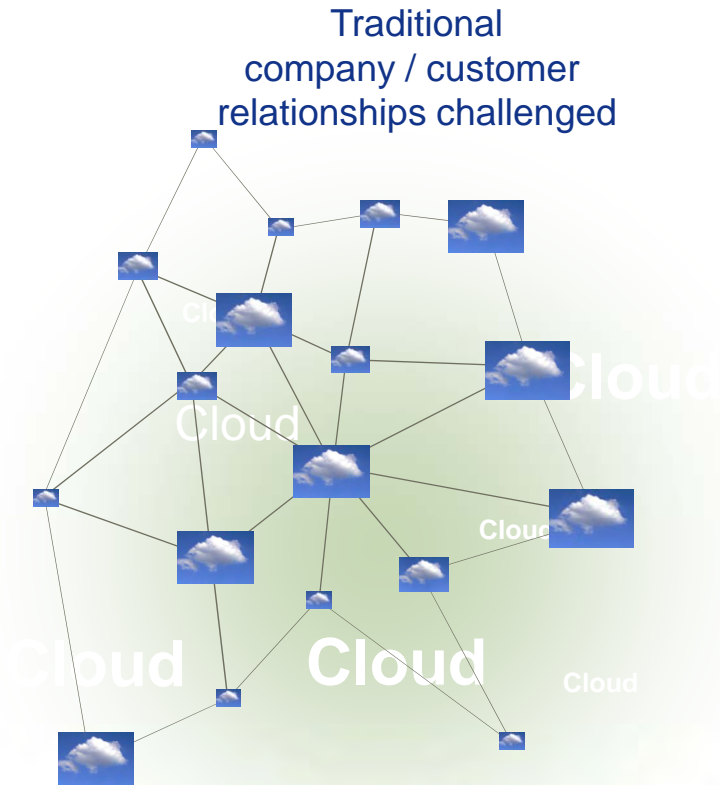 Traditional
company / customer
relationships challenged
Cloud
Cloud
Cloud
Cloud
Cloud
Cloud